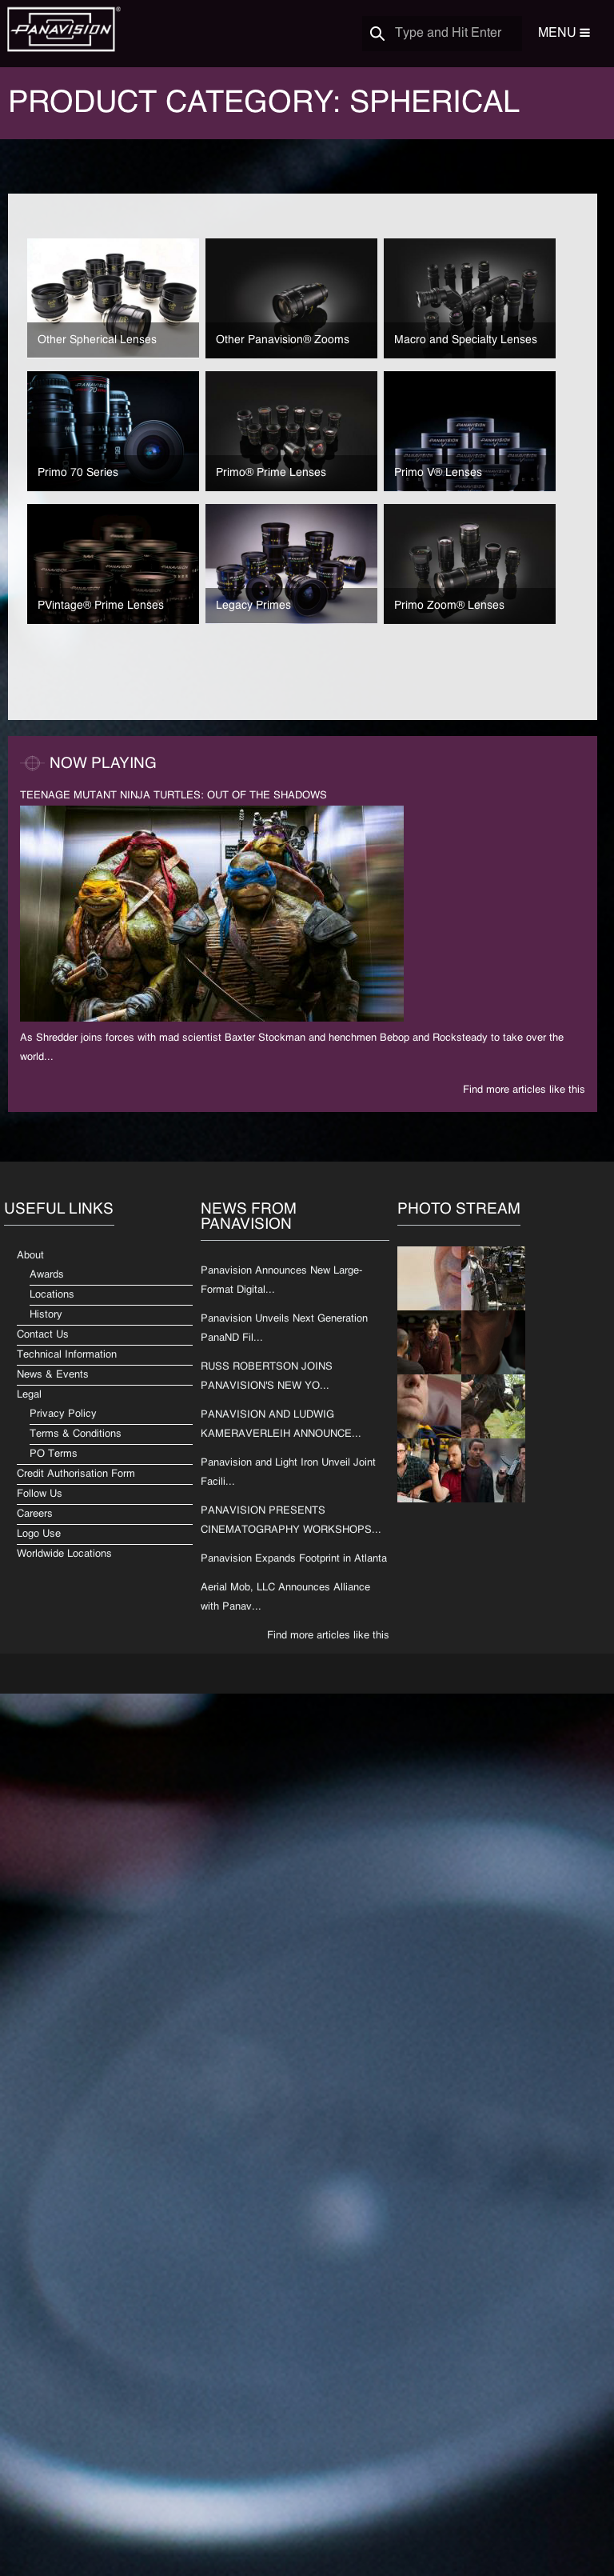 PANAVISION®
Type and Hit Enter
MENU
PRODUCT CATEGORY: SPHERICAL
Other Spherical Lenses
Other Panavision® Zooms
Macro and Specialty Lenses
PANAVISION
70
Primo 70 Series
Primo® Prime Lenses
PANAVISION
PANAVISION PANAVISION
Primo V® Lenses
PVintage® Prime Lenses
Legacy Primes
Primo Zoom® Lenses
NOW PLAYING
TEENAGE MUTANT NINJA TURTLES: OUT OF THE SHADOWS
As Shredder joins forces with mad scientist Baxter Stockman and henchmen Bebop and Rocksteady to take over the
world...
Find more articles like this
USEFUL LINKS
About
Awards
Locations
History
Contact Us
Technical Information
News & Events
Legal
Privacy Policy
Terms & Conditions
PO Terms
Credit Authorisation Form
Follow Us
Careers
Logo Use
Worldwide Locations
NEWS FROM
PANAVISION
Panavision Announces New Large-
Format Digital...
Panavision Unveils Next Generation
PanaND Fil...
RUSS ROBERTSON JOINS
PANAVISION'S NEW YO...
PANAVISION AND LUDWIG
KAMERAVERLEIH ANNOUNCE...
Panavision and Light Iron Unveil Joint
Facili...
PANAVISION PRESENTS
CINEMATOGRAPHY WORKSHOPS...
Panavision Expands Footprint in Atlanta
Aerial Mob, LLC Announces Alliance
with Panav...
Find more articles like this
PHOTO STREAM